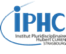 iPHC
Institut Pluridisciplinaire
Hubert CURIEN
STRASBOURG